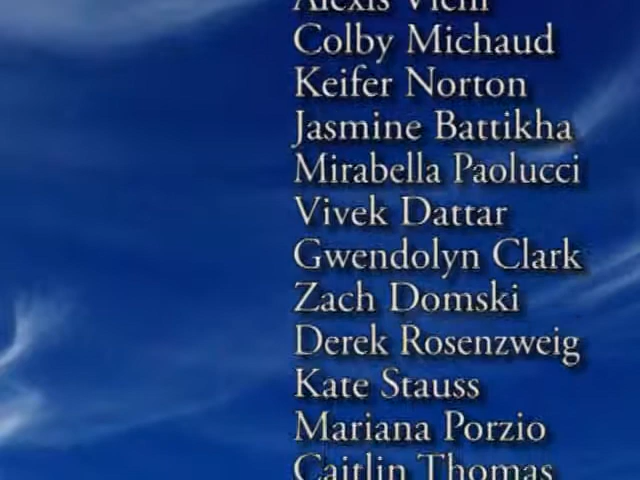 Alexis
Colby Michaud
Keifer Norton
Jasmine Battikha
Mirabella Paolucci
Vivek Dattar
Gwendolyn Clark
Zach Domski
Derek Rosenzweig
Kate Stauss
Mariana Porzio
Caitlin Thomas